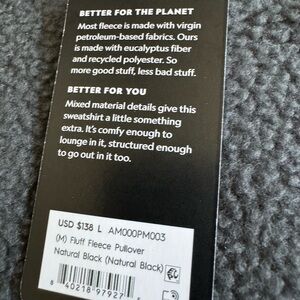 BETTER FOR THE PLANET
Most fleece is made with virgin
petroleum-based fabrics. Ours
is made with eucalyptus fiber
and recycled polyester. So
more good stuff, less bad stuff.
BETTER FOR YOU
Mixed material details give this
sweatshirt a little something
extra. It's comfy enough to
lounge in it, structured enough
to go out in it too.
USD $138 L AM000PM003
(M) Fluff Fleece Pullover
Natural Black (Natural Black)
8 40218 97927